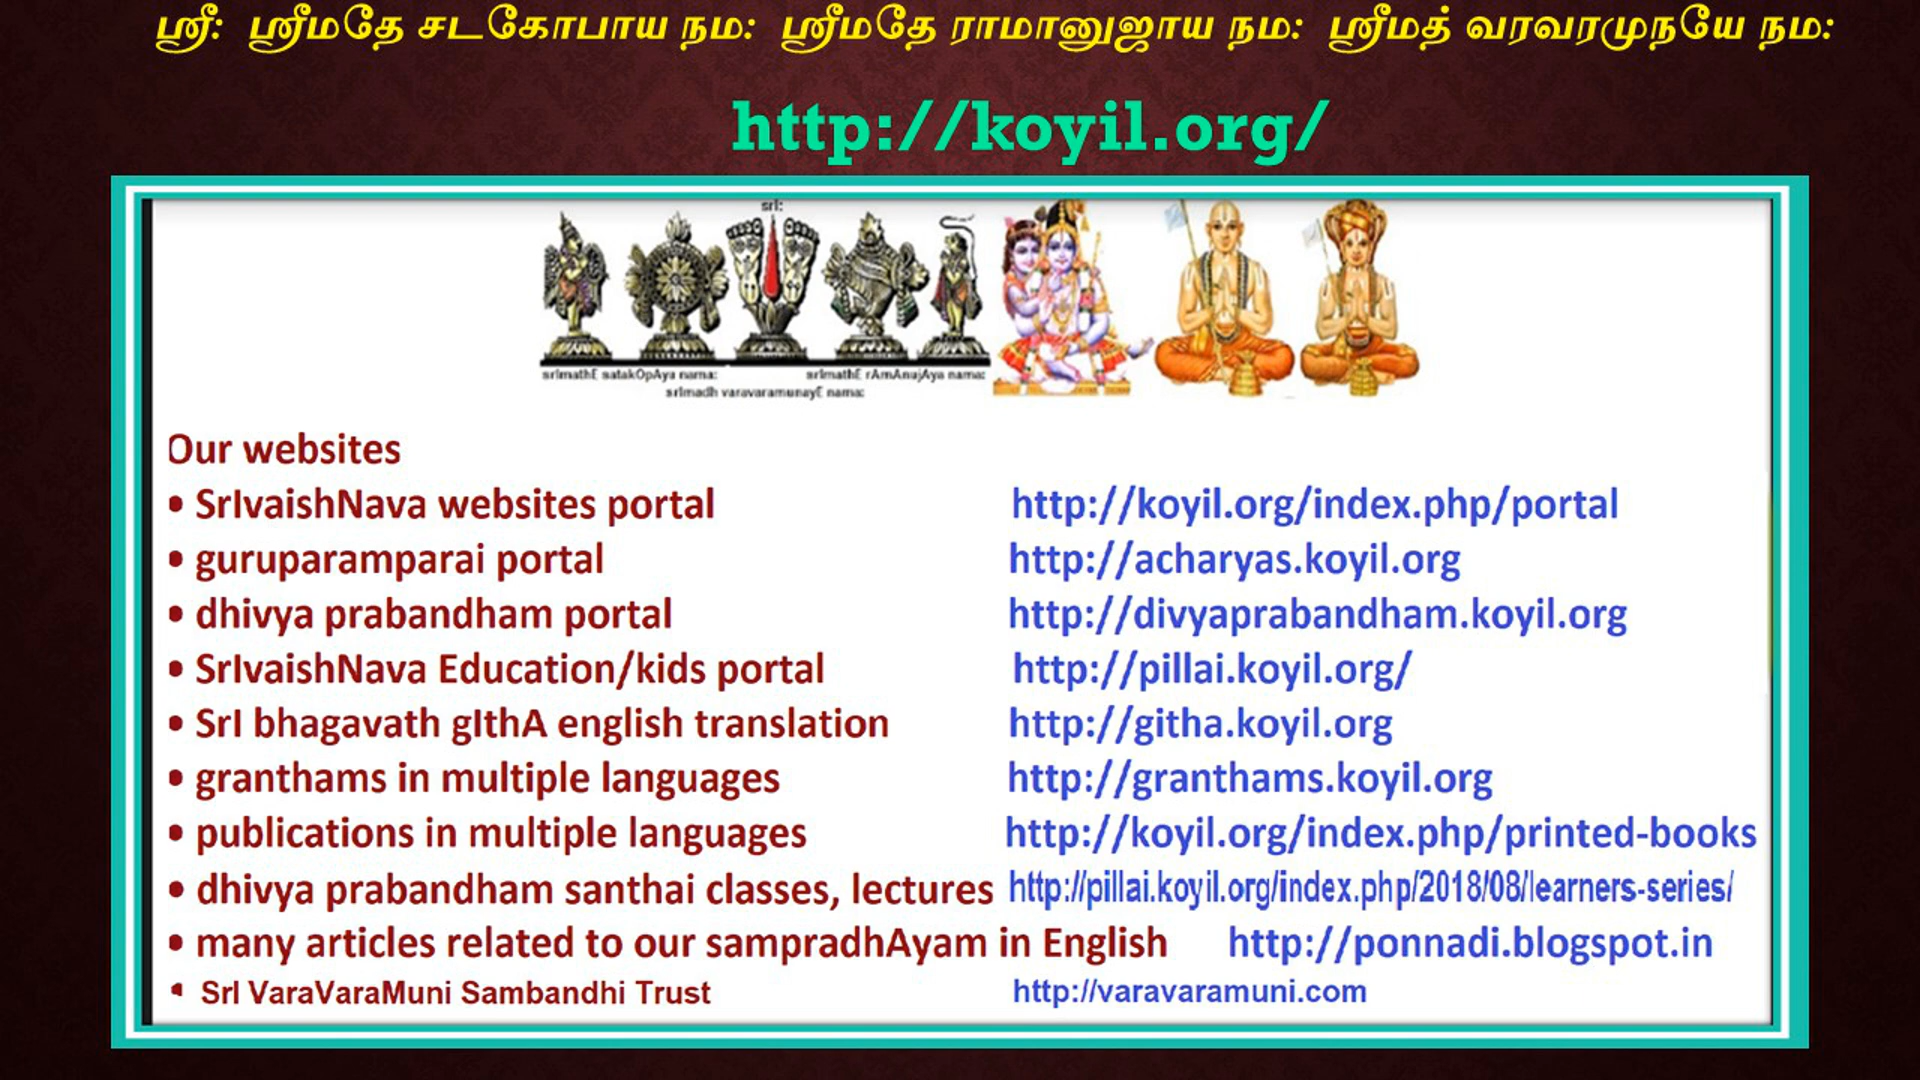 ஸ்ரீ: ஸ்ரீமதே சடகோபாய நம: ஸ்ரீமதே ராமானுஜாய நம: ஸ்ரீமத் வரவரமுநயே நம:
http://koyil.org/
srI:
srImathE satakOpAya nama: srImathE rAmAnujAya nama:
srImadh varavaramunayE nama:
Our websites
• SrIvaishNava websites portal http://koyil.org/index.php/portal
• guruparamparai portal http://acharyas.koyil.org
• dhivya prabandham portal http://divyaprabandham.koyil.org
• SrIvaishNava Education/kids portal http://pillai.koyil.org/
• SrI bhagavath gIthA english translation http://githa.koyil.org
• granthams in multiple languages http://granthams.koyil.org
• publications in multiple languages http://koyil.org/index.php/printed-books
• dhivya prabandham santhai classes, lectures http://pillai.koyil.org/index.php/2018/08/learners-series/
• many articles related to our sampradhAyam in English http://ponnadi.blogspot.in
• SrI VaraVaraMuni Sambandhi Trust http://varavaramuni.com